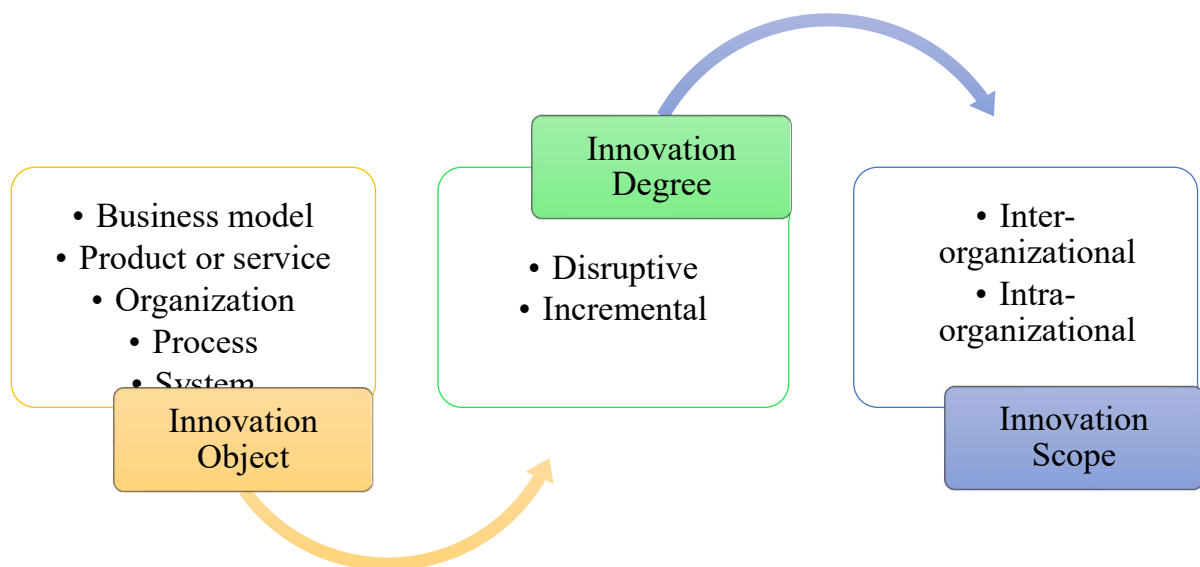 • Business model
• Product or service
• Organization
• Process
• System
Innovation
Object
Innovation
Degree
• Disruptive
• Incremental
• Inter-
organizational
• Intra-
organizational
Innovation
Scope